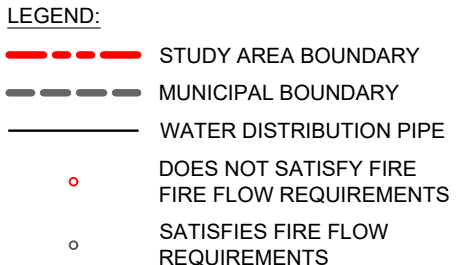 LEGEND:
STUDY AREA BOUNDARY
MUNICIPAL BOUNDARY
WATER DISTRIBUTION PIPE
DOES NOT SATISFY FIRE
FIRE FLOW REQUIREMENTS
SATISFIES FIRE FLOW
REQUIREMENTS